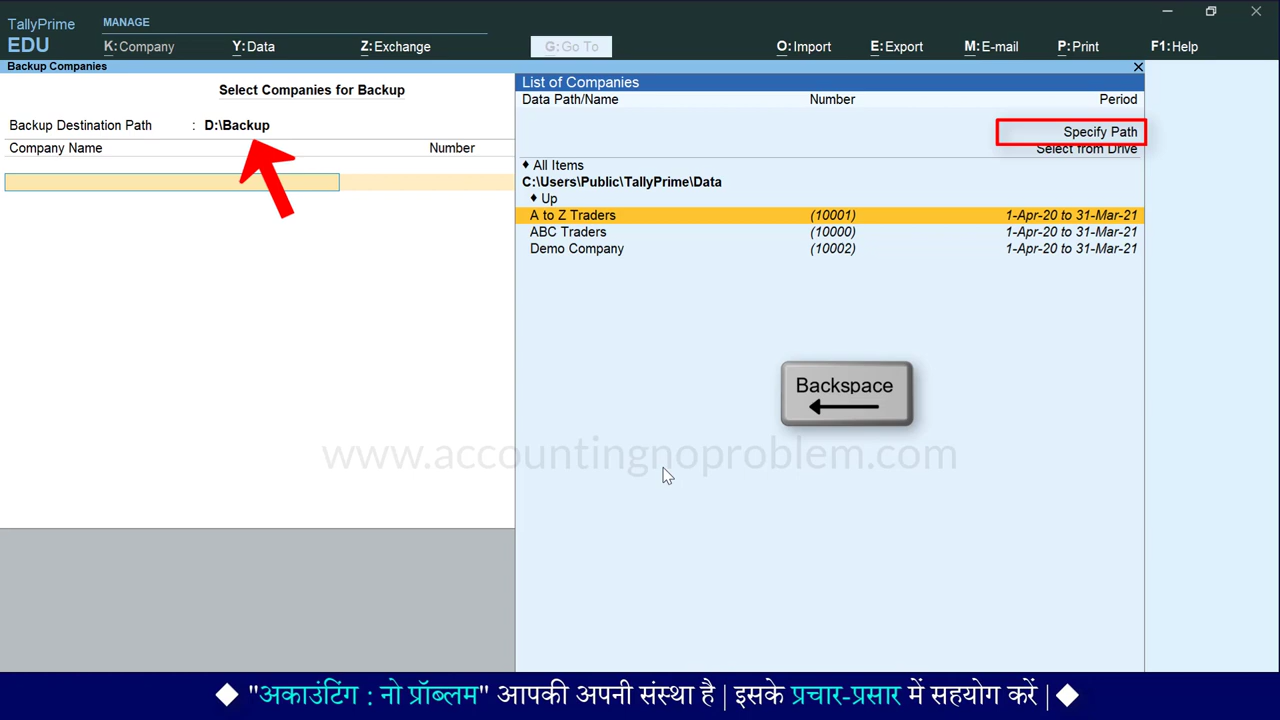 TallyPrime
EDU
MANAGE
K:Company Y:Data Z:Exchange G:Go To O:Import E:Export M:E-mail P:Print F1:Help
Backup Companies
Select Companies for Backup
Backup Destination Path : D:\Backup
Company Name Number
List of Companies
Data Path/Name Number Period
Specify Path
Select from Drive
♦ All Items
C:\Users\Public\TallyPrime\Data
♦ Up
A to Z Traders (10001) 1-Apr-20 to 31-Mar-21
ABC Traders (10000) 1-Apr-20 to 31-Mar-21
Demo Company (10002) 1-Apr-20 to 31-Mar-21
Backspace
www.accountingnoproblem.com
◆ "अकाउंटिंग : नो प्रॉब्लम" आपकी अपनी संस्था है | इसके प्रचार-प्रसार में सहयोग करें |◆